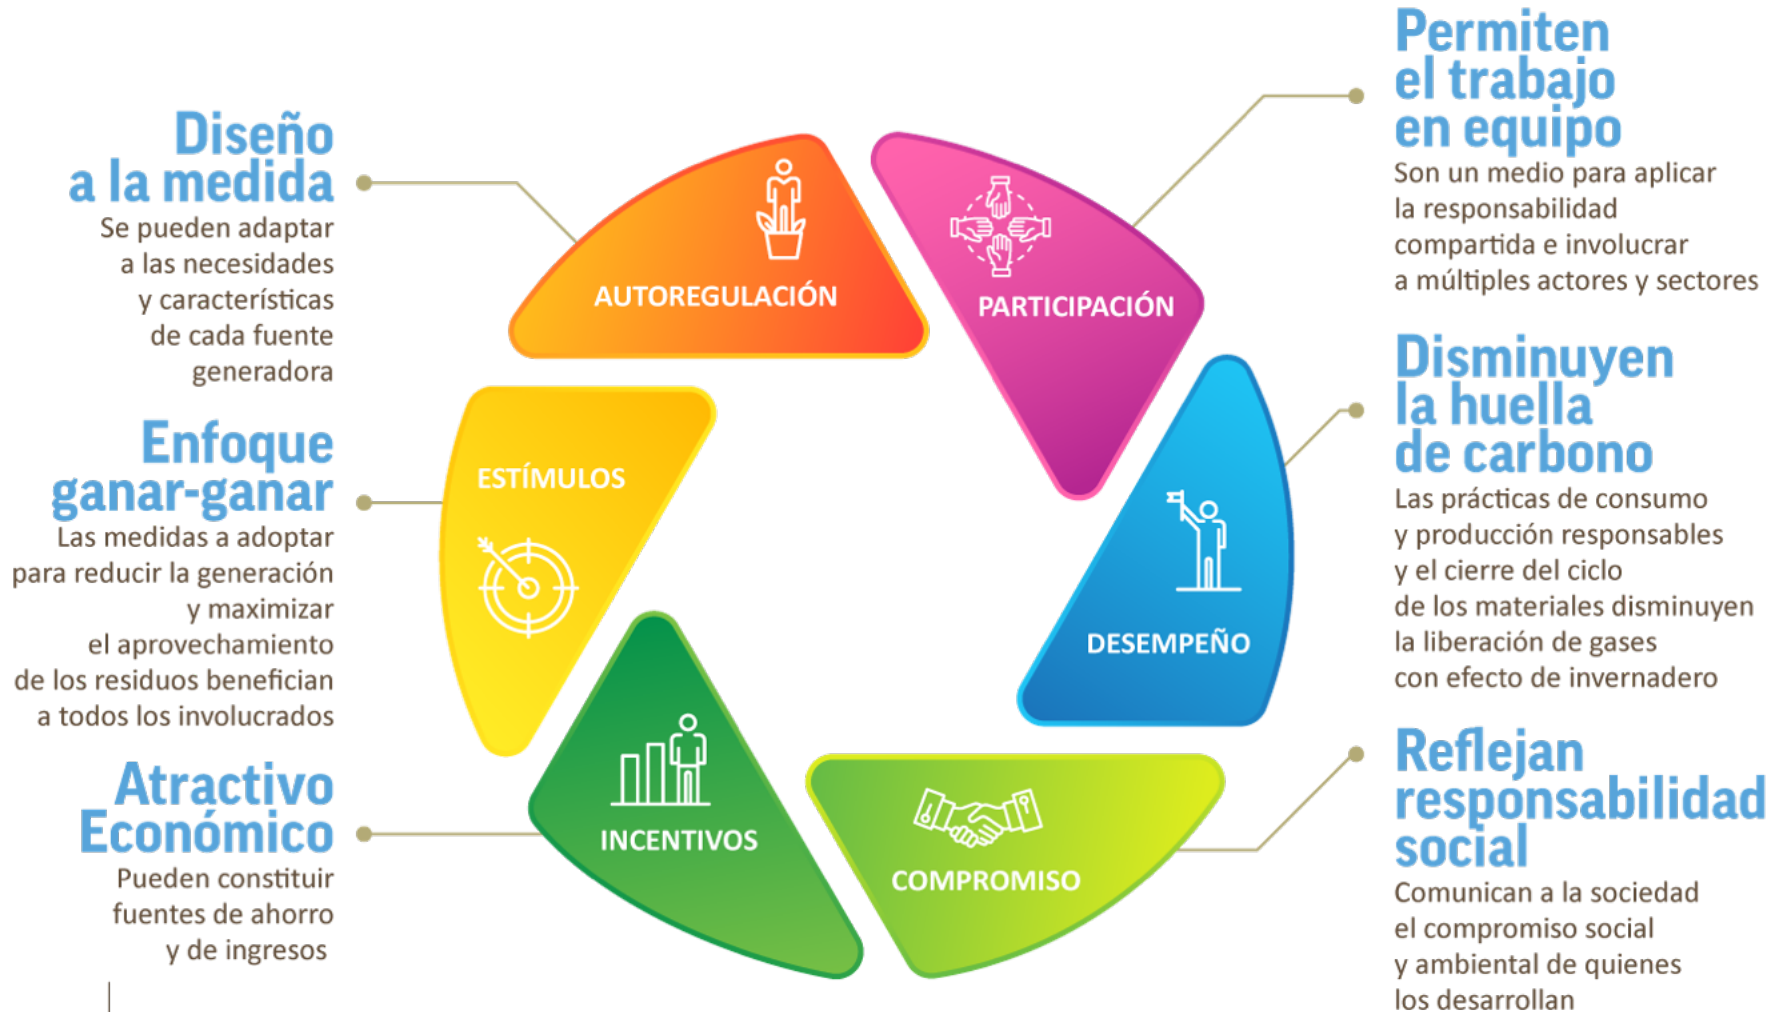 Diseño
a la medida
Se pueden adaptar
a las necesidades
y características
de cada fuente
generadora
Enfoque
ganar-ganar
Las medidas a adoptar
para reducir la generación
y maximizar
el aprovechamiento
de los residuos benefician
a todos los involucrados
Atractivo
Económico
Pueden constituir
fuentes de ahorro
y de ingresos
AUTOREGULACIÓN
PARTICIPACIÓN
ESTÍMULOS
DESEMPEÑO
INCENTIVOS
COMPROMISO
Permiten
el trabajo
en equipo
Son un medio para aplicar
la responsabilidad
compartida e involucrar
a múltiples actores y sectores
Disminuyen
la huella
de carbono
Las prácticas de consumo
y producción responsables
y el cierre del ciclo
de los materiales disminuyen
la liberación de gases
con efecto de invernadero
Reflejan
responsabilidad
social
Comunican a la sociedad
el compromiso social
y ambiental de quienes
los desarrollan